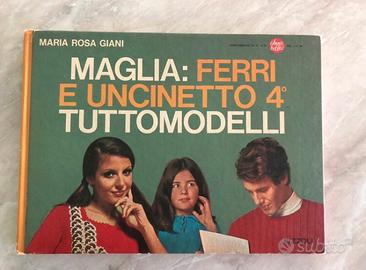 MARIA ROSA GIANI
MAGLIA: FERRI
E UNCINETTO 4°
TUTTOMODELLI
subito